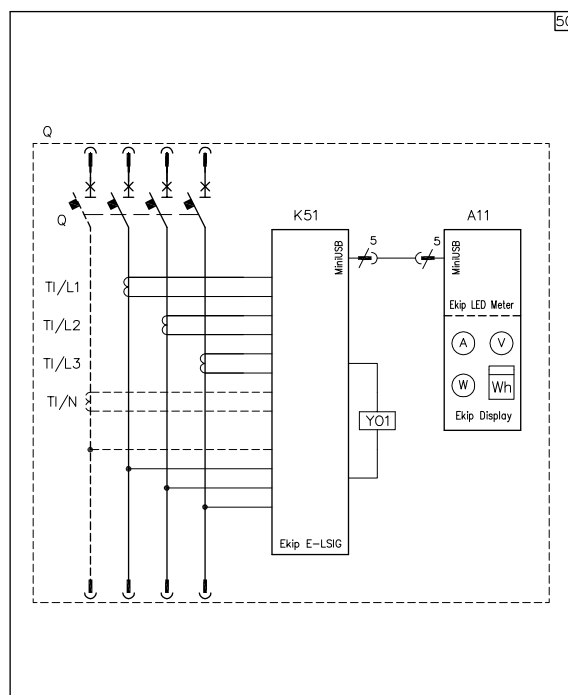 50
Q
Q
K51
A11
MiniUSB
5
5
MiniUSB
TI/L1
TI/L2
TI/L3
TI/N
Ekip LED Meter
A
V
W
Wh
Y01
Ekip Display
Ekip E-LSIG